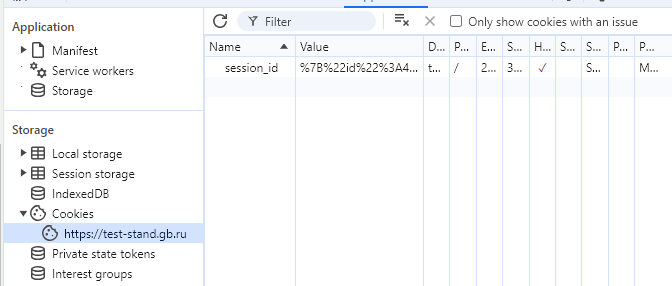 Application
Manifest
Service workers
Storage
Storage
Local storage
Session storage
IndexedDB
Cookies
https://test-stand.gb.ru
Private state tokens
Interest groups
Filter
Only show cookies with an issue
Name Value D... P... E... S... H... S... S... P... P...
session_id %7B%22id%22%3A4... t... / 2... 3... ✓ S... M...